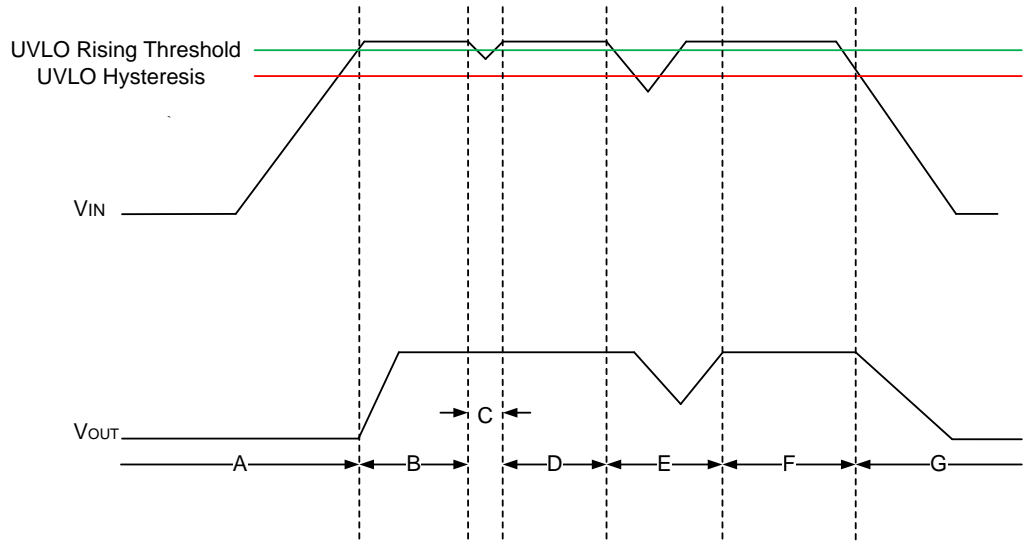 UVLO Rising Threshold
UVLO Hysteresis
VIN
C
VOUT
A B D E F G